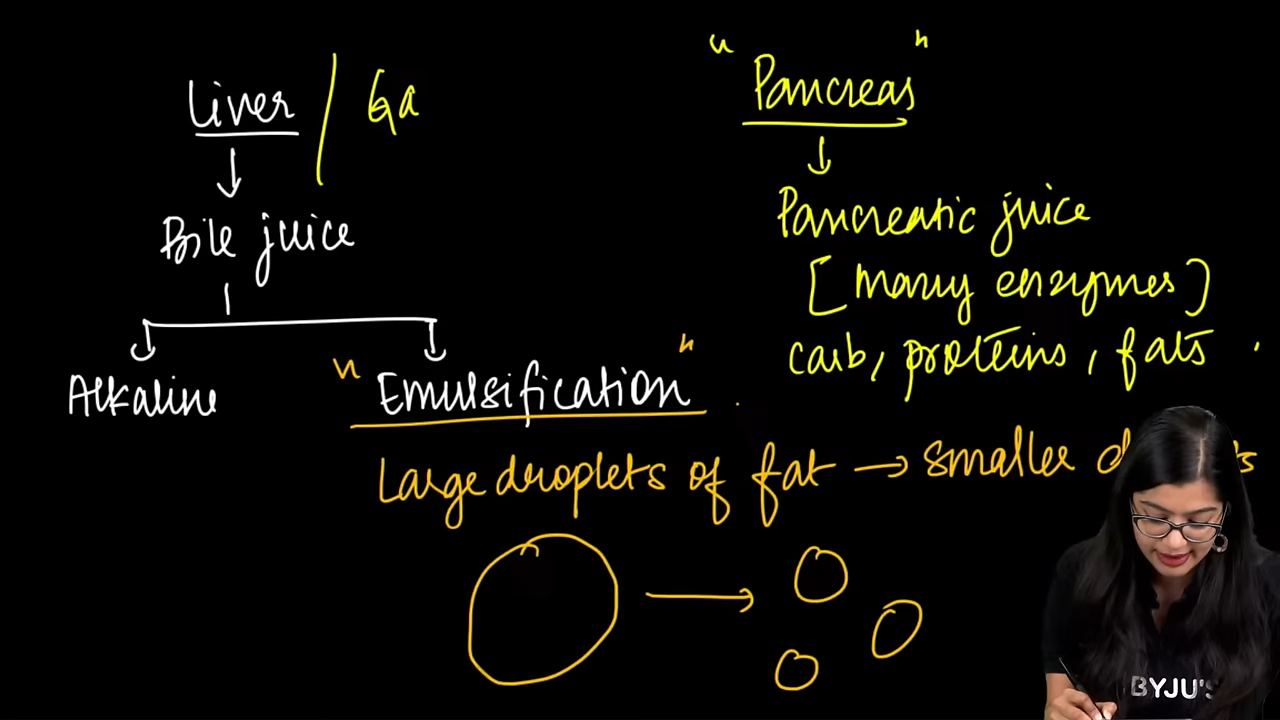 Liver / Ga
Bile juice
Alkaline
" Emulsification "
Large droplets of fat → smaller
" Pancreas "
Pancreatic juice
[many enzymes]
carb, proteins, fats
BYJU'S